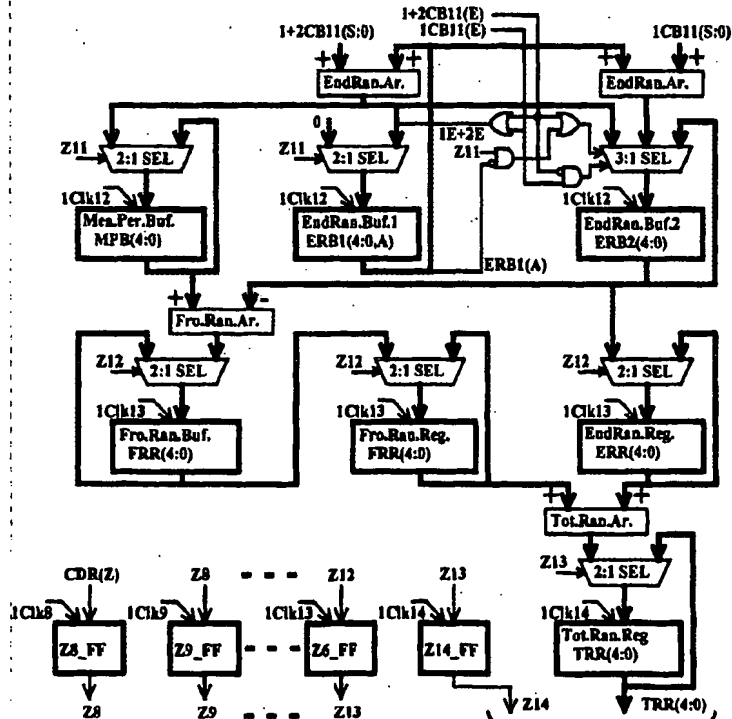 1+2CB11(E)
1CB11(E)
1+2CB11(S:0)
1CB11(S:0)
+ +
+ +
EndRan.Ar.
EndRan.Ar.
0 s
1E+2E
Z11
Z11
Z11
2:1 SEL
2:1 SEL
3:1 SEL
1Clk12
1Clk12
1Clk12
Mea.Per.Buf.
MPB(4:0)
EndRan.Buf.1
ERB1(4:0,A)
EndRan.Buf.2
ERB2(4:0)
ERB1(A)
+ -
Fro.Ran.Ar.
Z12
2:1 SEL
Z12
2:1 SEL
Z12
2:1 SEL
1Clk13
1Clk13
1Clk13
Fro.Ran.Buf.
FRR(4:0)
Fro.Ran.Reg.
FRR(4:0)
EndRan.Reg.
ERR(4:0)
+ +
Tot.Ran.Ar.
Z13
2:1 SEL
CDR(Z)
Z8
Z12
Z13
1Clk8
1Clk9
1Clk13
1Clk14
1Clk14
Z8_FF
Z9_FF
Z6_FF
Z14_FF
Tot.Ran.Reg
TRR(4:0)
Z8
Z9
Z13
Z14
TRR(4:0)